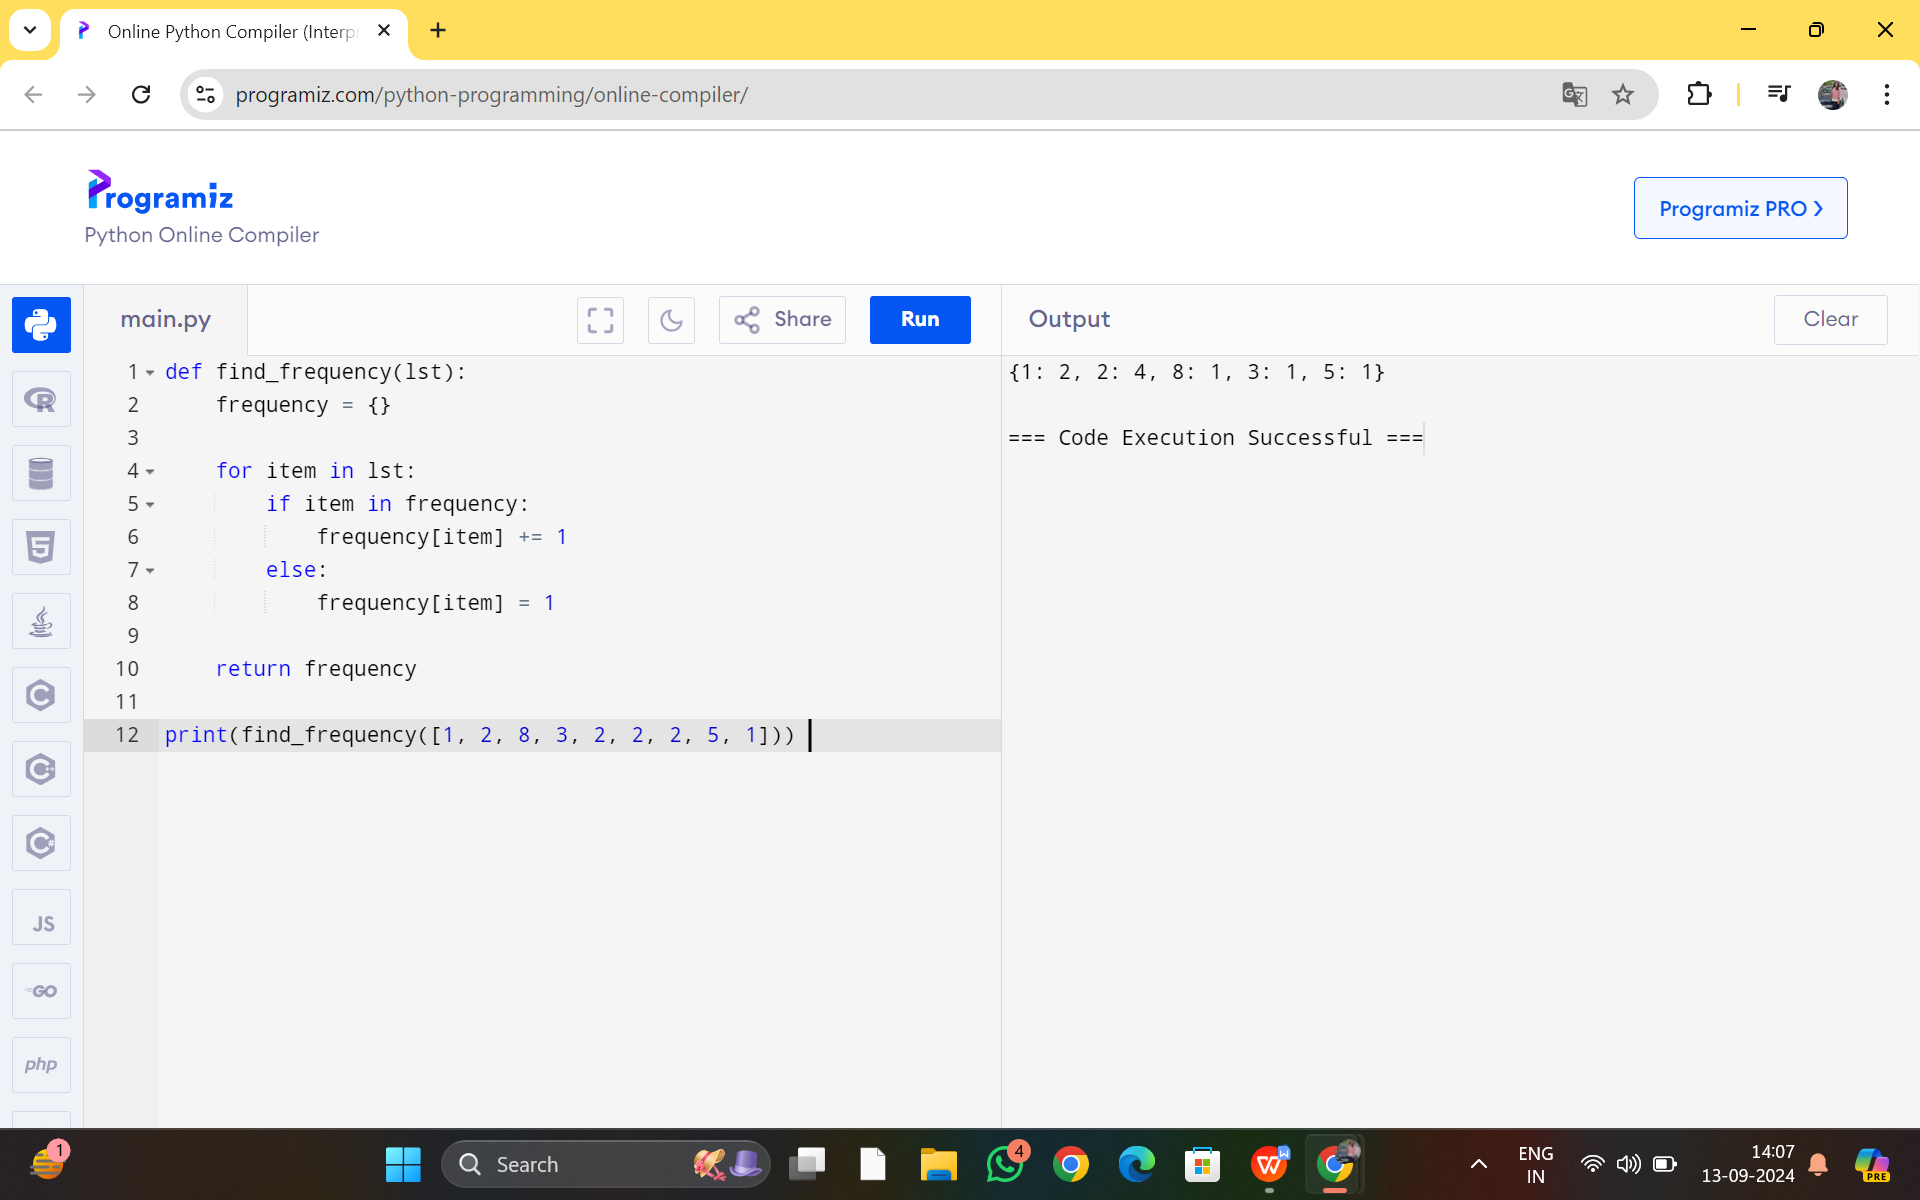 Online Python Compiler (Interp
programiz.com/python-programming/online-compiler/
Programiz
Python Online Compiler
Programiz PRO
main.py
Share
Run
Output
Clear
1 def find_frequency(lst):
2     frequency = {}
3
4     for item in lst:
5         if item in frequency:
6             frequency[item] += 1
7         else:
8             frequency[item] = 1
9
10     return frequency
11
12 print(find_frequency([1, 2, 8, 3, 2, 2, 2, 5, 1]))
{1: 2, 2: 4, 8: 1, 3: 1, 5: 1}
=== Code Execution Successful ===
R
5
C
C++
C#
JS
GO
php
1
Search
4
W
W
ENG
IN
14:07
13-09-2024
PRE